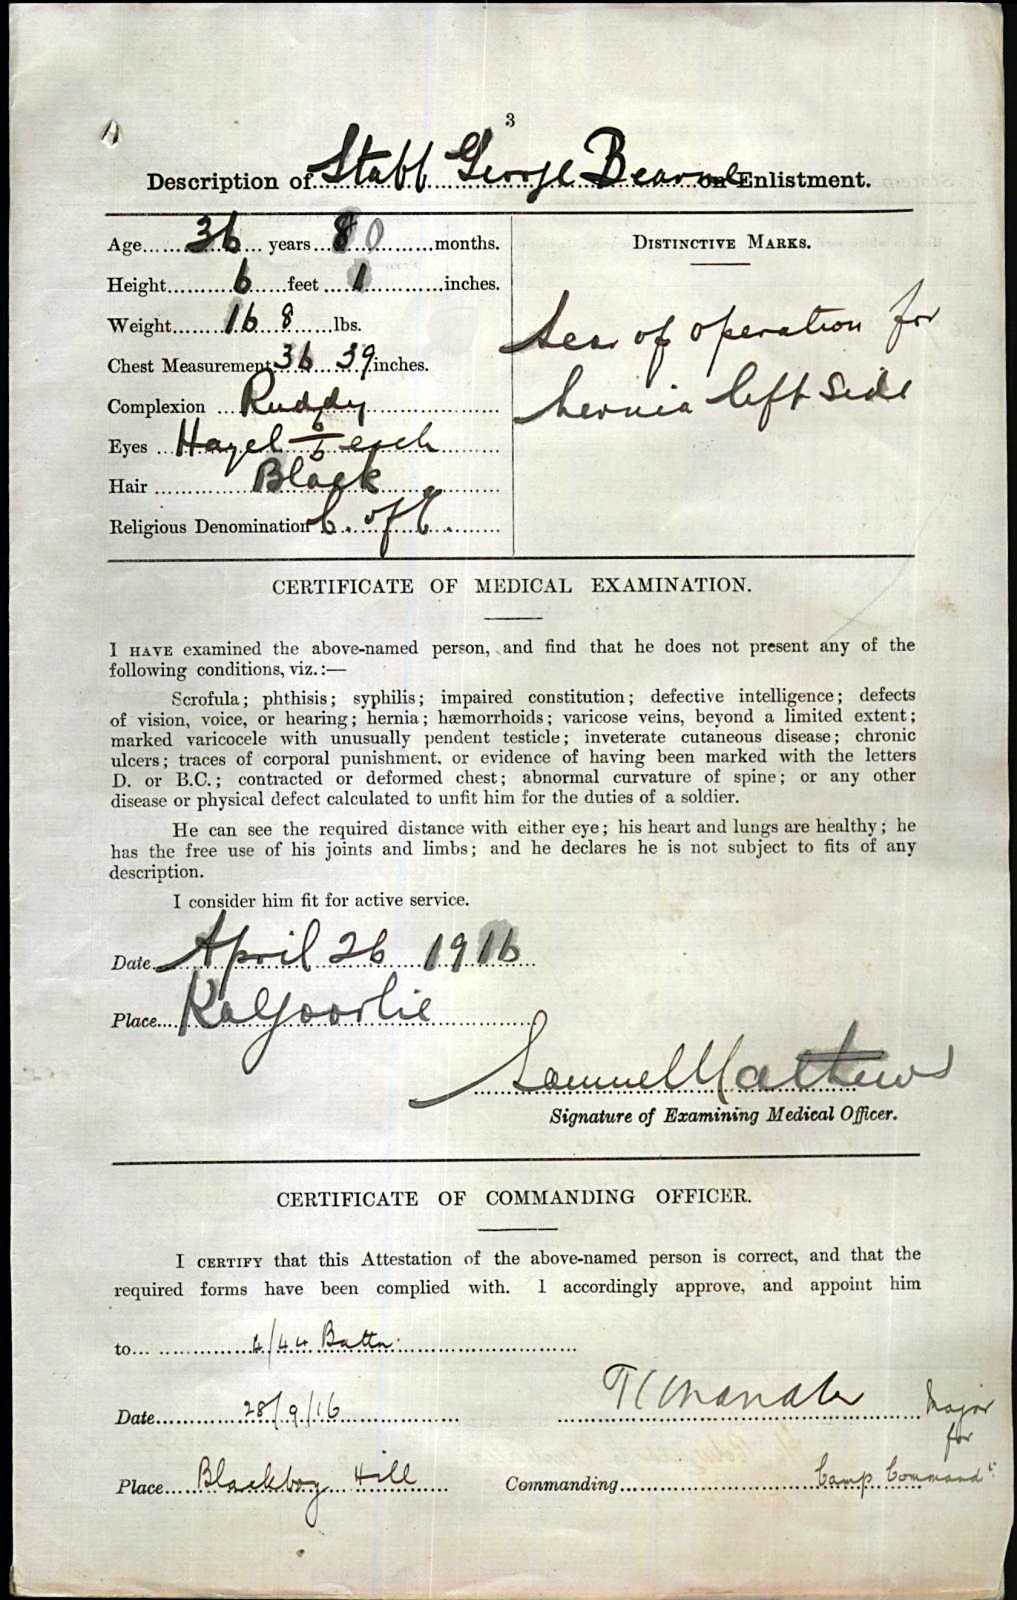 3
Description of Stabb George Bearne on Enlistment.
Age 36 years 8 months.
Height 6 feet 1 inches.
Weight 168 lbs.
Chest Measurement 36 39 inches.
Complexion Ruddy
Eyes Hazel 6/6 each
Hair Black
Religious Denomination C. of E.
DISTINCTIVE MARKS.
Scar of operation for
hernia left side
CERTIFICATE OF MEDICAL EXAMINATION.
I HAVE examined the above-named person, and find that he does not present any of the
following conditions, viz.:—
Scrofula; phthisis; syphilis; impaired constitution; defective intelligence; defects
of vision, voice, or hearing; hernia; hæmorrhoids; varicose veins, beyond a limited extent;
marked varicocele with unusually pendent testicle; inveterate cutaneous disease; chronic
ulcers; traces of corporal punishment, or evidence of having been marked with the letters
D. or B.C.; contracted or deformed chest; abnormal curvature of spine; or any other
disease or physical defect calculated to unfit him for the duties of a soldier.
He can see the required distance with either eye; his heart and lungs are healthy; he
has the free use of his joints and limbs; and he declares he is not subject to fits of any
description.
I consider him fit for active service.
Date April 26 1916
Place Kalgoorlie
Samuel Mathews
Signature of Examining Medical Officer.
CERTIFICATE OF COMMANDING OFFICER.
I CERTIFY that this Attestation of the above-named person is correct, and that the
required forms have been complied with. I accordingly approve, and appoint him
to 4/44 Battn.
Date 28/9/16
Major
for
Place Blackboy Hill Commanding Camp Commandt.